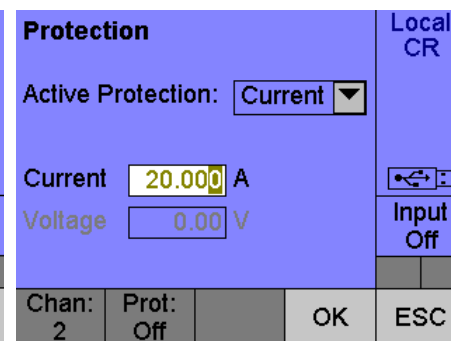 Protection
Local
CR
Active Protection: Current
Current 20.000 A
Voltage 0.00 V
Input
Off
Chan:
2
Prot:
Off
OK
ESC